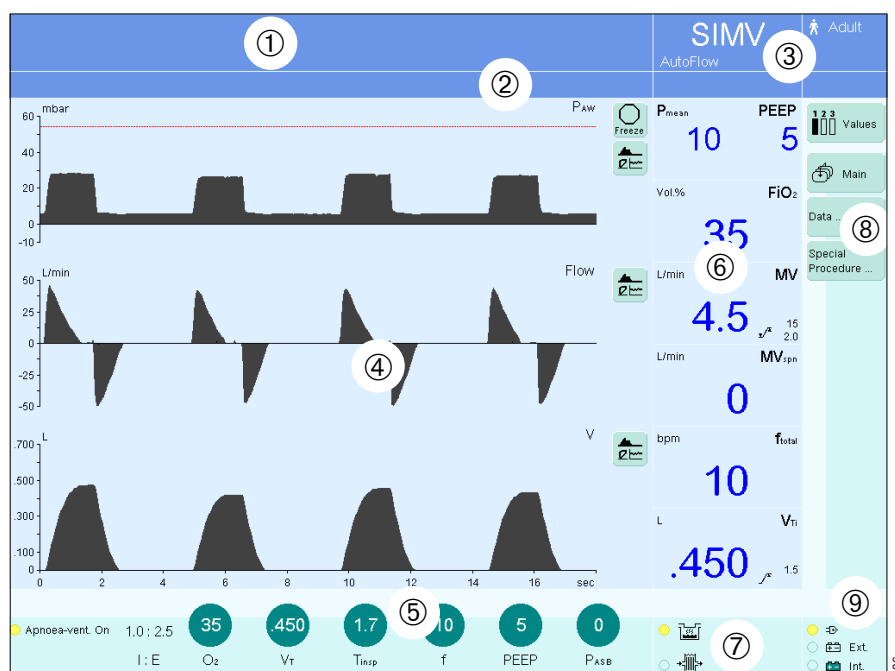 ①
SIMV
Adult
③
AutoFlow
②
mbar
PAW
60
40
20
0
-10
Freeze
Pmean PEEP
10 5
1 2 3
Values
Main
Data ...
⑧
Special
Procedure ...
Vol.% FiO2
35
⑥
L/min MV
4.5
15
2.0
L/min MVspn
0
bpm ftotal
10
L VTi
.450 1.5
L/min Flow
50
25
0
-25
-50
④
L V
.700
.500
.300
.100
0
0 2 4 6 8 10 12 14 16 sec
⑤
Apnoea-vent. On 1.0 : 2.5 35 .450 1.7 10 5 0
I : E O2 VT Tinsp f PEEP PASB
⑦
⑨
Ext.
Int.